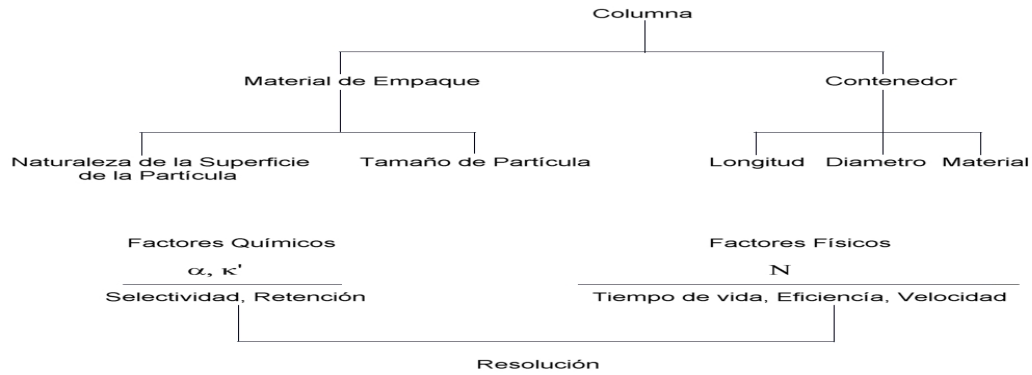 Columna
Material de Empaque
Contenedor
Naturaleza de la Superficie
de la Partícula
Tamaño de Partícula
Longitud
Diametro
Material
Factores Químicos
α, κ'
Selectividad, Retención
Factores Físicos
N
Tiempo de vida, Eficiencía, Velocidad
Resolución